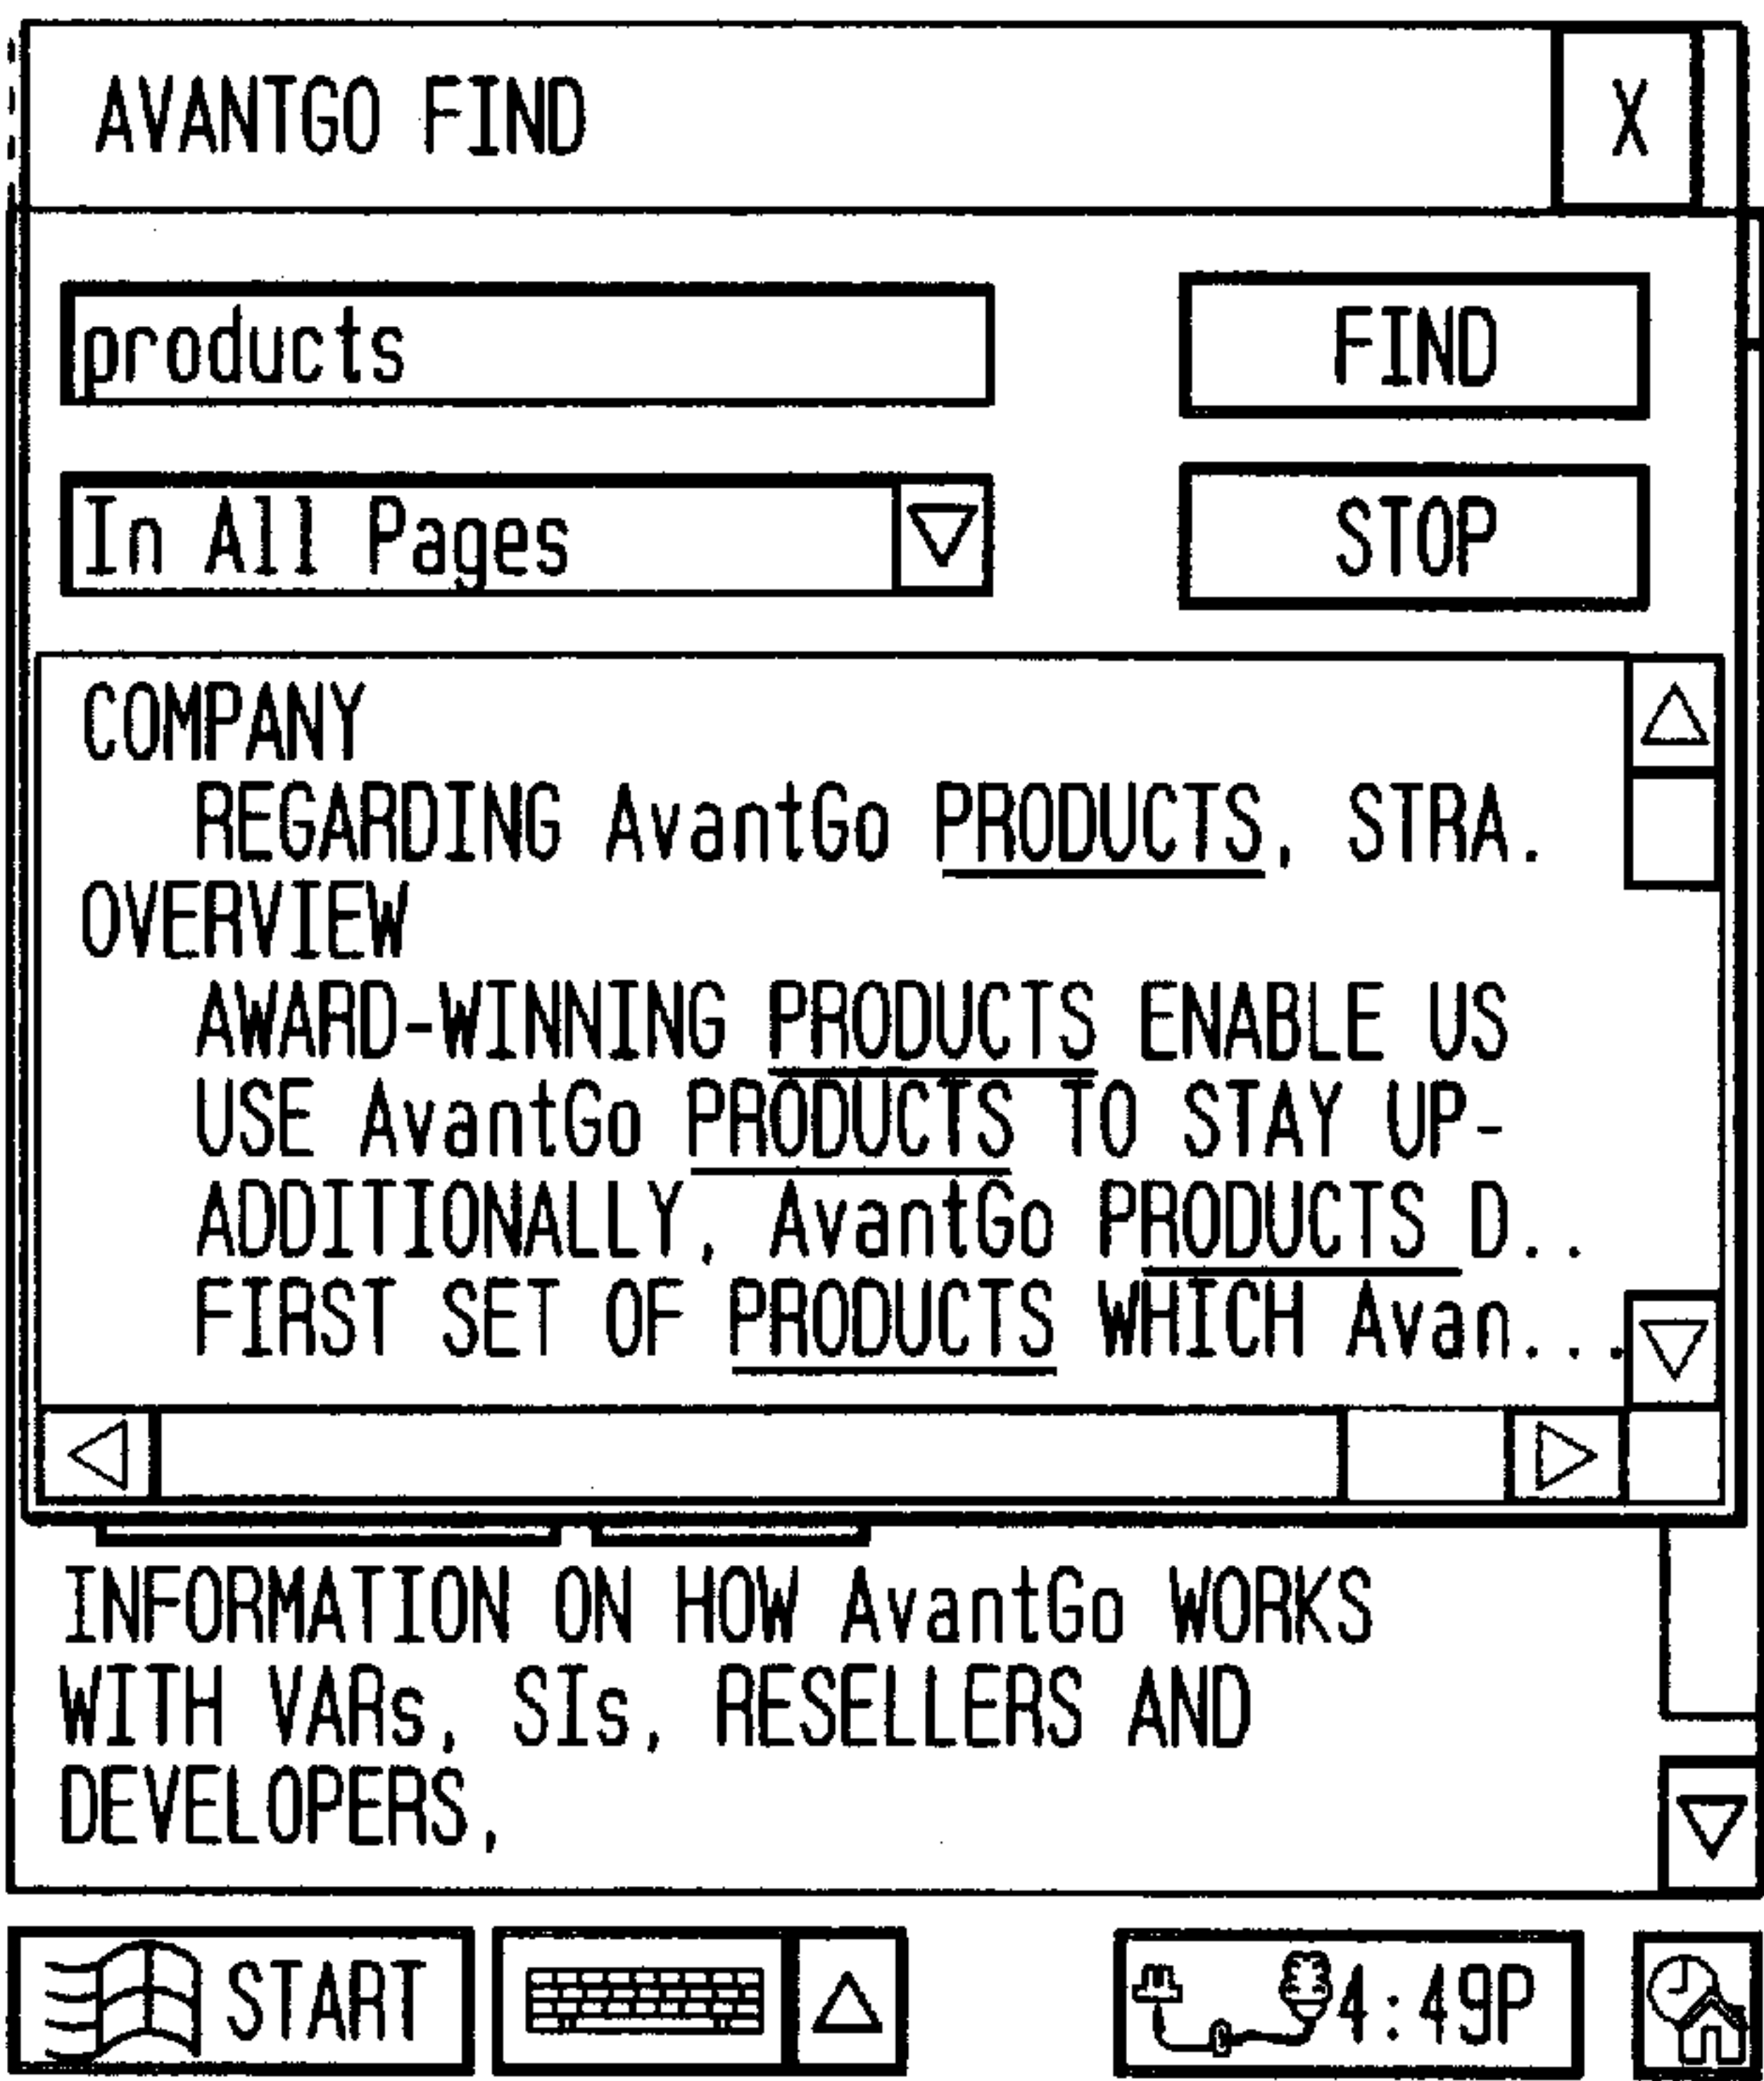 AVANTGO FIND X
products FIND
In All Pages STOP
COMPANY
REGARDING AvantGo PRODUCTS, STRA.
OVERVIEW
AWARD-WINNING PRODUCTS ENABLE US
USE AvantGo PRODUCTS TO STAY UP-
ADDITIONALLY, AvantGo PRODUCTS D..
FIRST SET OF PRODUCTS WHICH Avan...
INFORMATION ON HOW AvantGo WORKS
WITH VARs, SIs, RESELLERS AND
DEVELOPERS,
START 4:49P